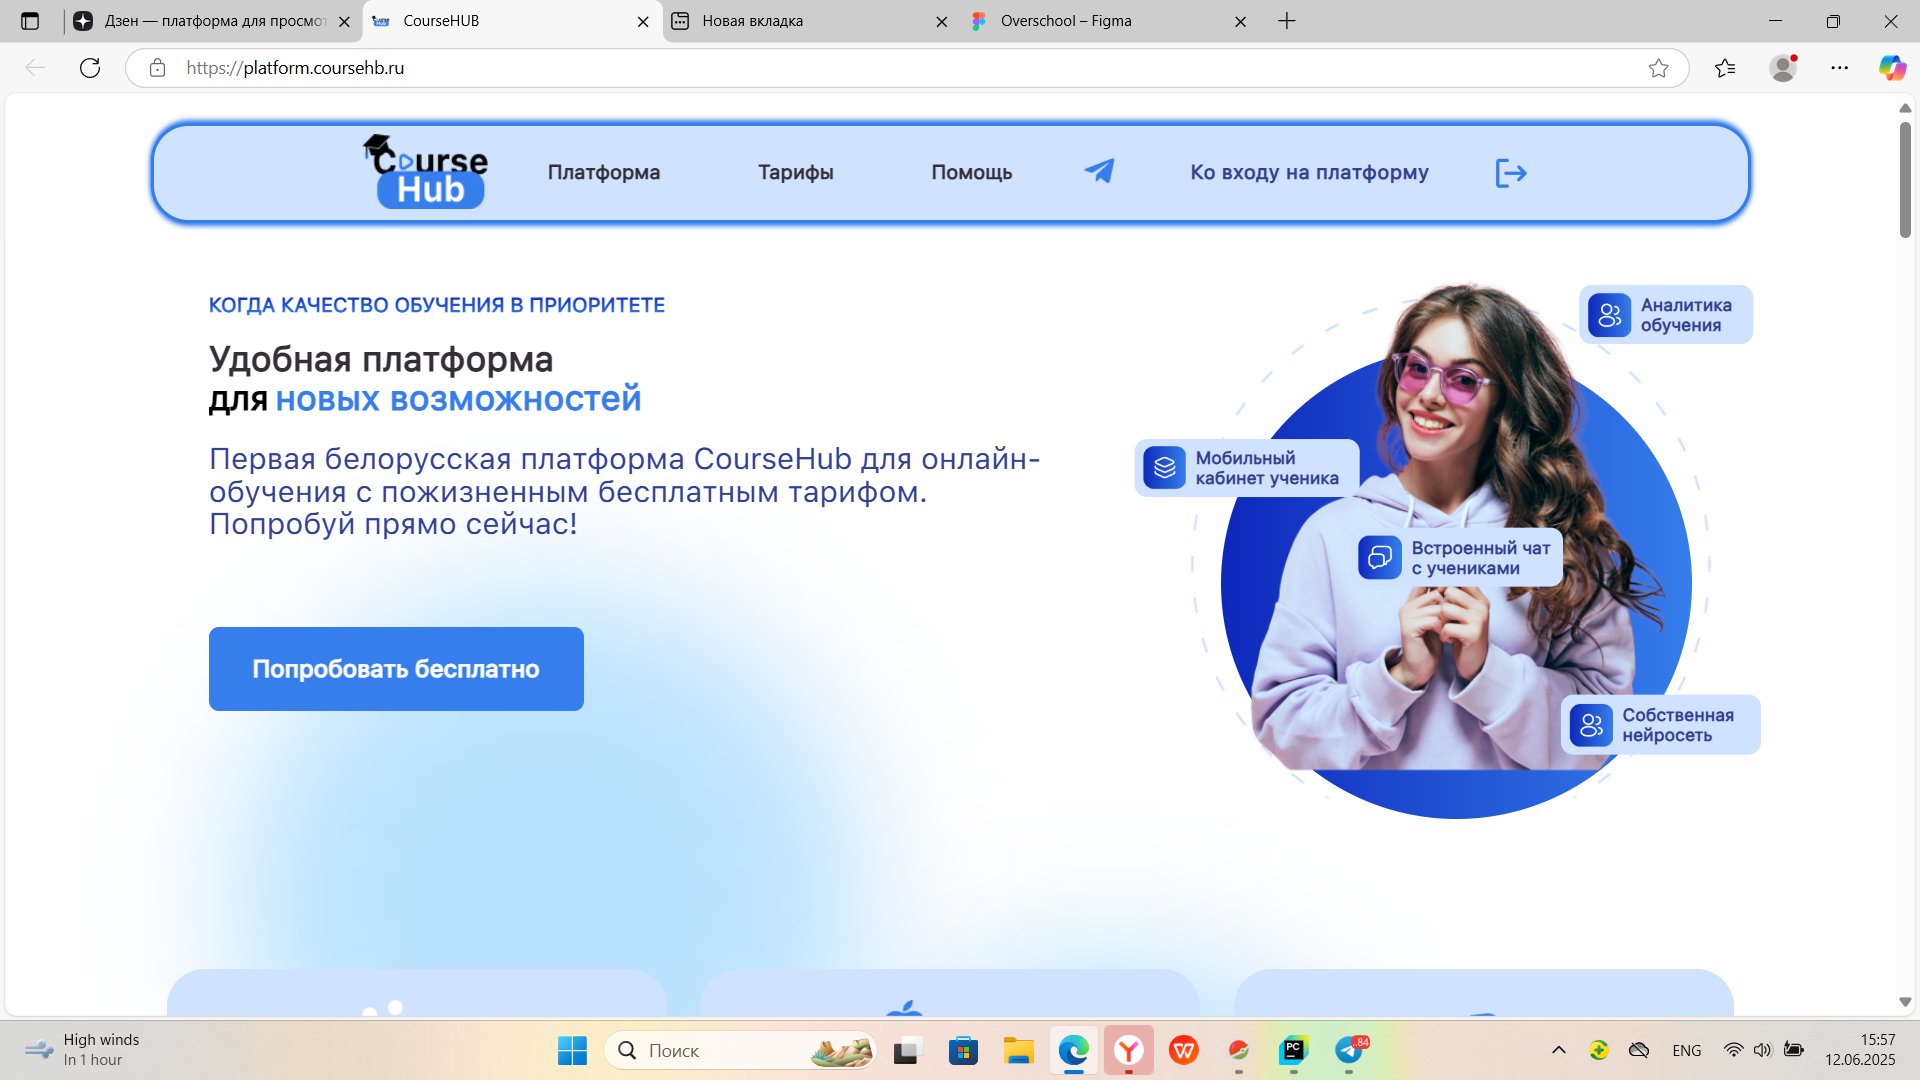 Дзен — платформа для просмот
CourseHUB
Новая вкладка
Overschool – Figma
https://platform.coursehb.ru
Course
Hub
Платформа
Тарифы
Помощь
Ко входу на платформу
КОГДА КАЧЕСТВО ОБУЧЕНИЯ В ПРИОРИТЕТЕ
Удобная платформа
для новых возможностей
Первая белорусская платформа CourseHub для онлайн-
обучения с пожизненным бесплатным тарифом.
Попробуй прямо сейчас!
Попробовать бесплатно
Аналитика
обучения
Мобильный
кабинет ученика
Встроенный чат
с учениками
Собственная
нейросеть
High winds
In 1 hour
Поиск
PC
84
ENG
15:57
12.06.2025